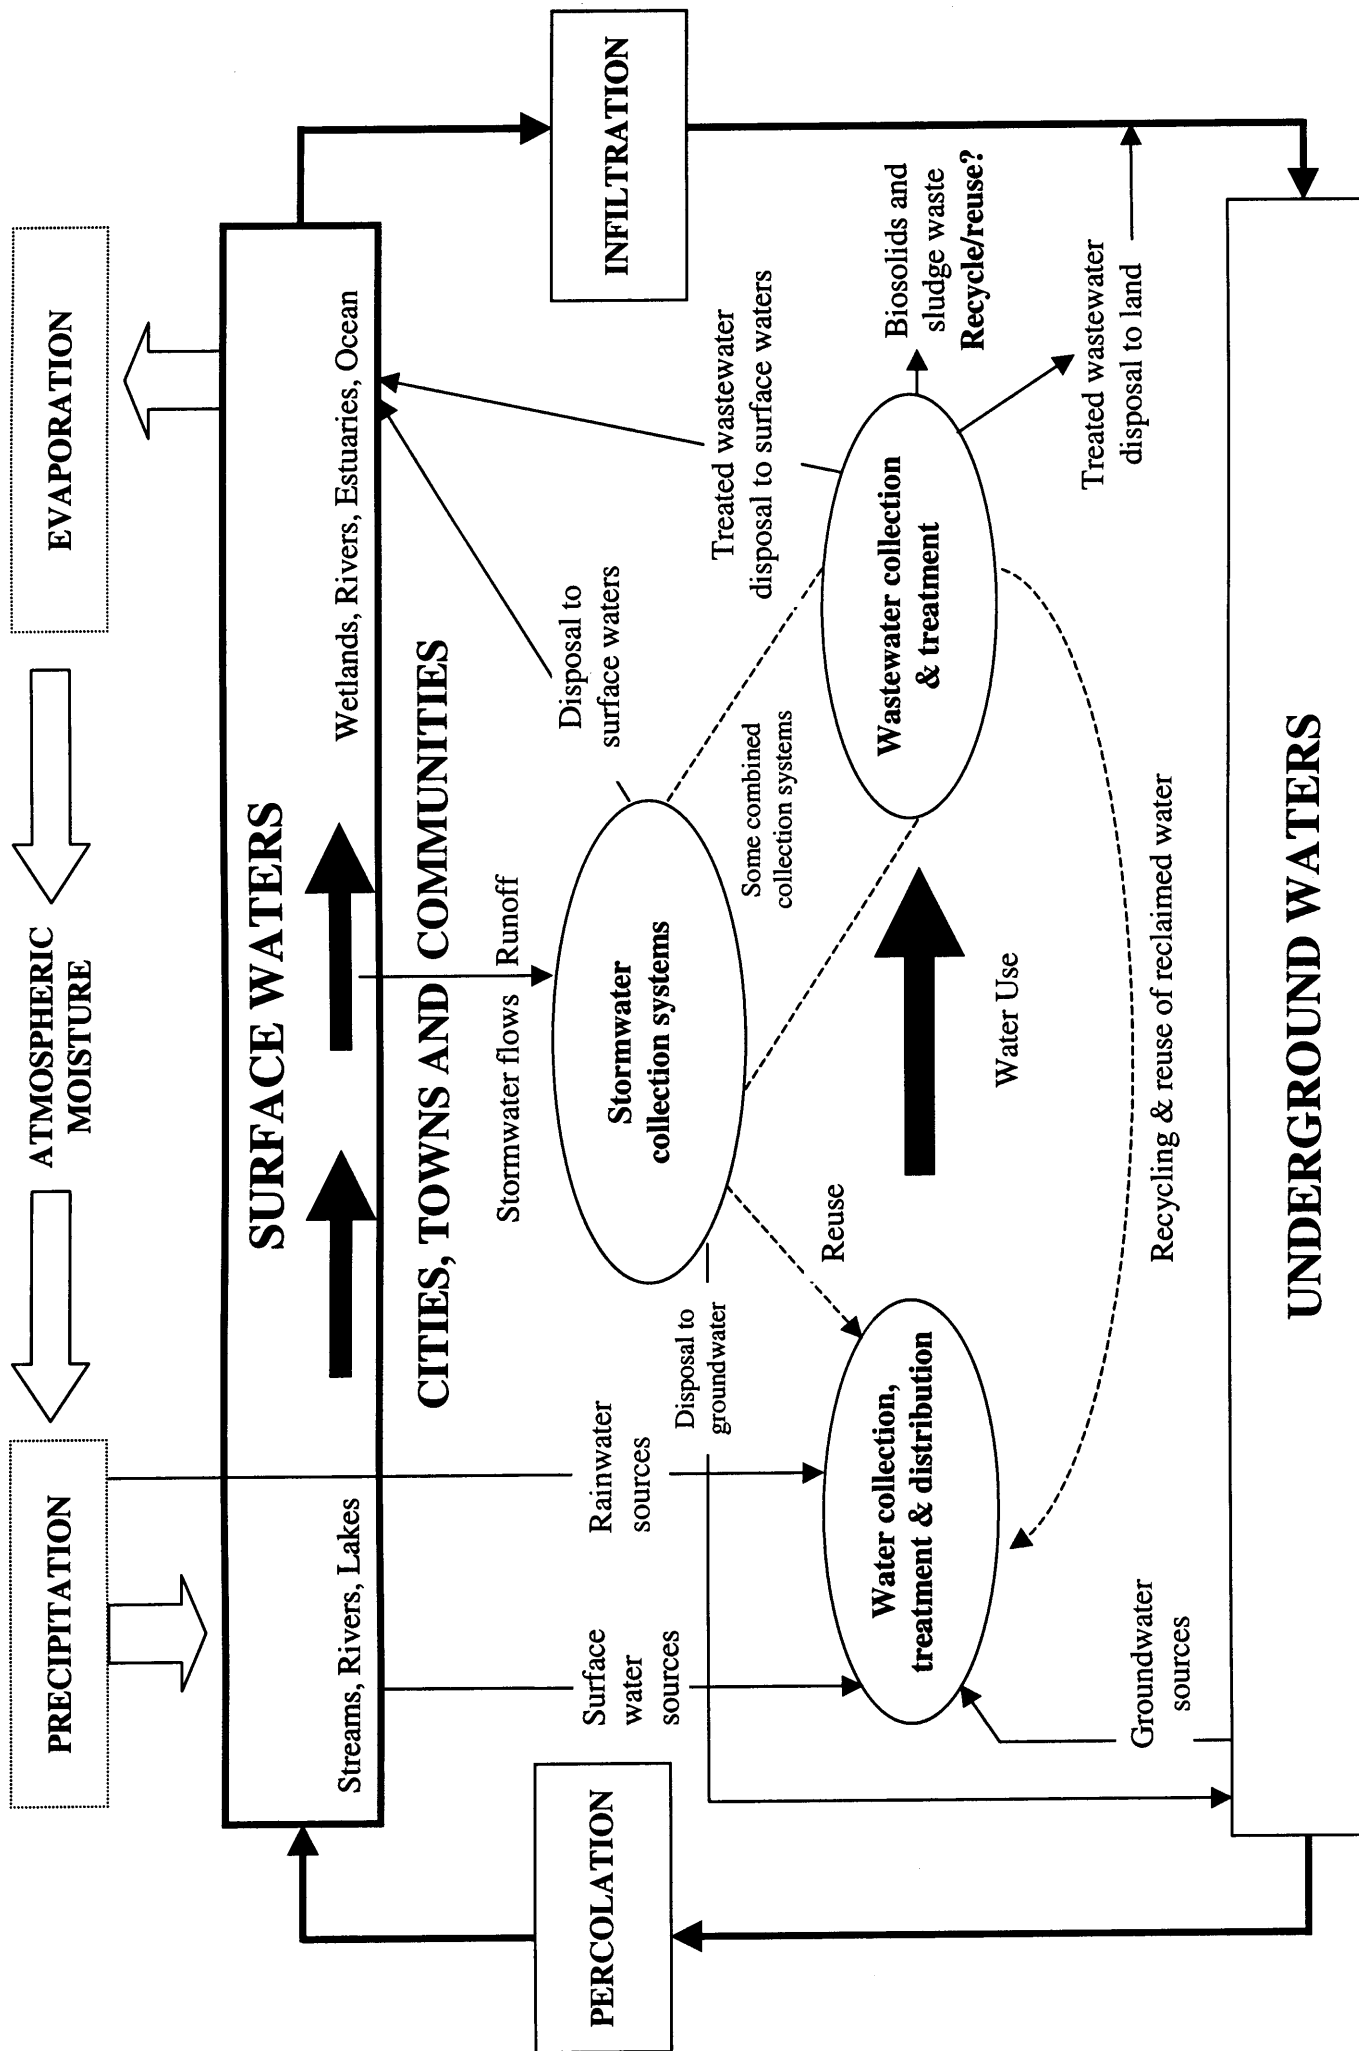 PRECIPITATION
ATMOSPHERIC
MOISTURE
EVAPORATION
SURFACE WATERS
Streams, Rivers, Lakes
Wetlands, Rivers, Estuaries, Ocean
CITIES, TOWNS AND COMMUNITIES
Stormwater flows
Runoff
PERCOLATION
Surface
water
sources
Rainwater
sources
Disposal to
groundwater
Stormwater
collection systems
Disposal to
surface waters
INFILTRATION
Treated wastewater
disposal to surface waters
Some combined
collection systems
Reuse
Water collection,
treatment & distribution
Water Use
Wastewater collection
& treatment
Biosolids and
sludge waste
Recycle/reuse?
Treated wastewater
disposal to land
Groundwater
sources
Recycling & reuse of reclaimed water
UNDERGROUND WATERS